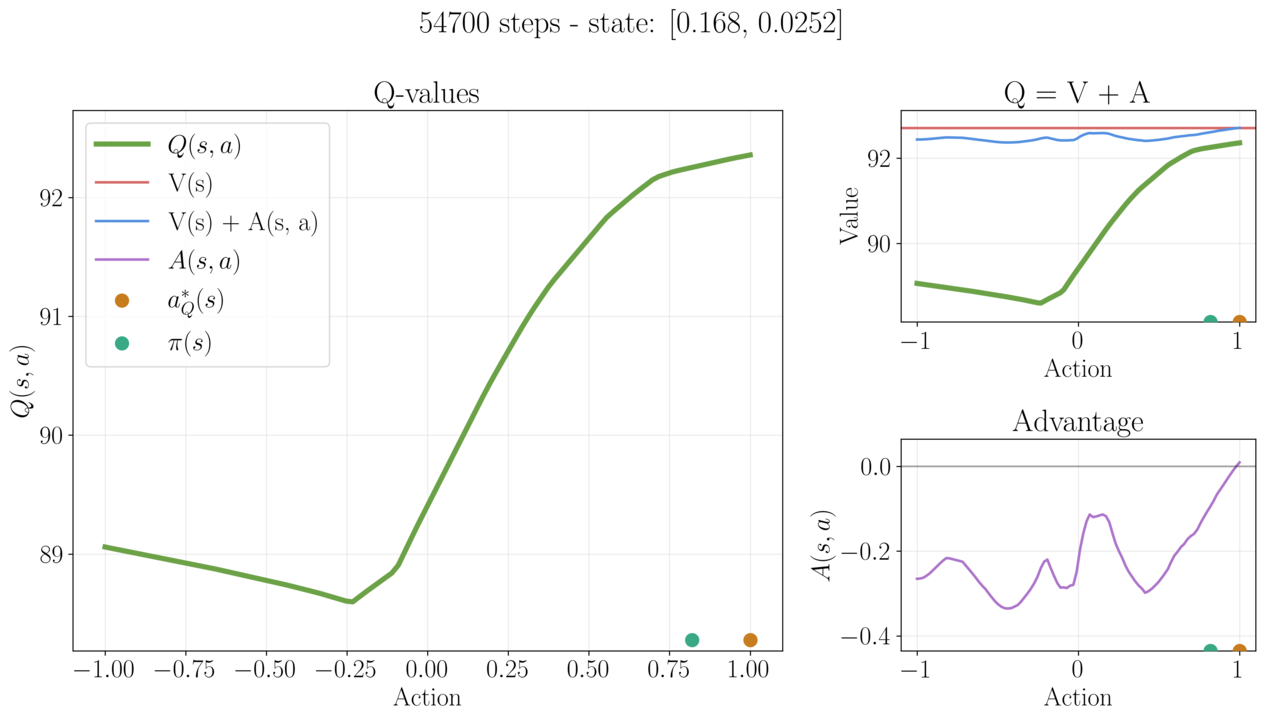 54700 steps - state: [0.168, 0.0252]
Q-values
Q(s, a)
V(s)
V(s) + A(s, a)
A(s, a)
a*Q(s)
π(s)
92
91
90
89
Q(s, a)
−1.00 −0.75 −0.50 −0.25 0.00 0.25 0.50 0.75 1.00
Action
Q = V + A
92
90
Value
−1 0 1
Action
Advantage
0.0
−0.2
−0.4
A(s, a)
−1 0 1
Action